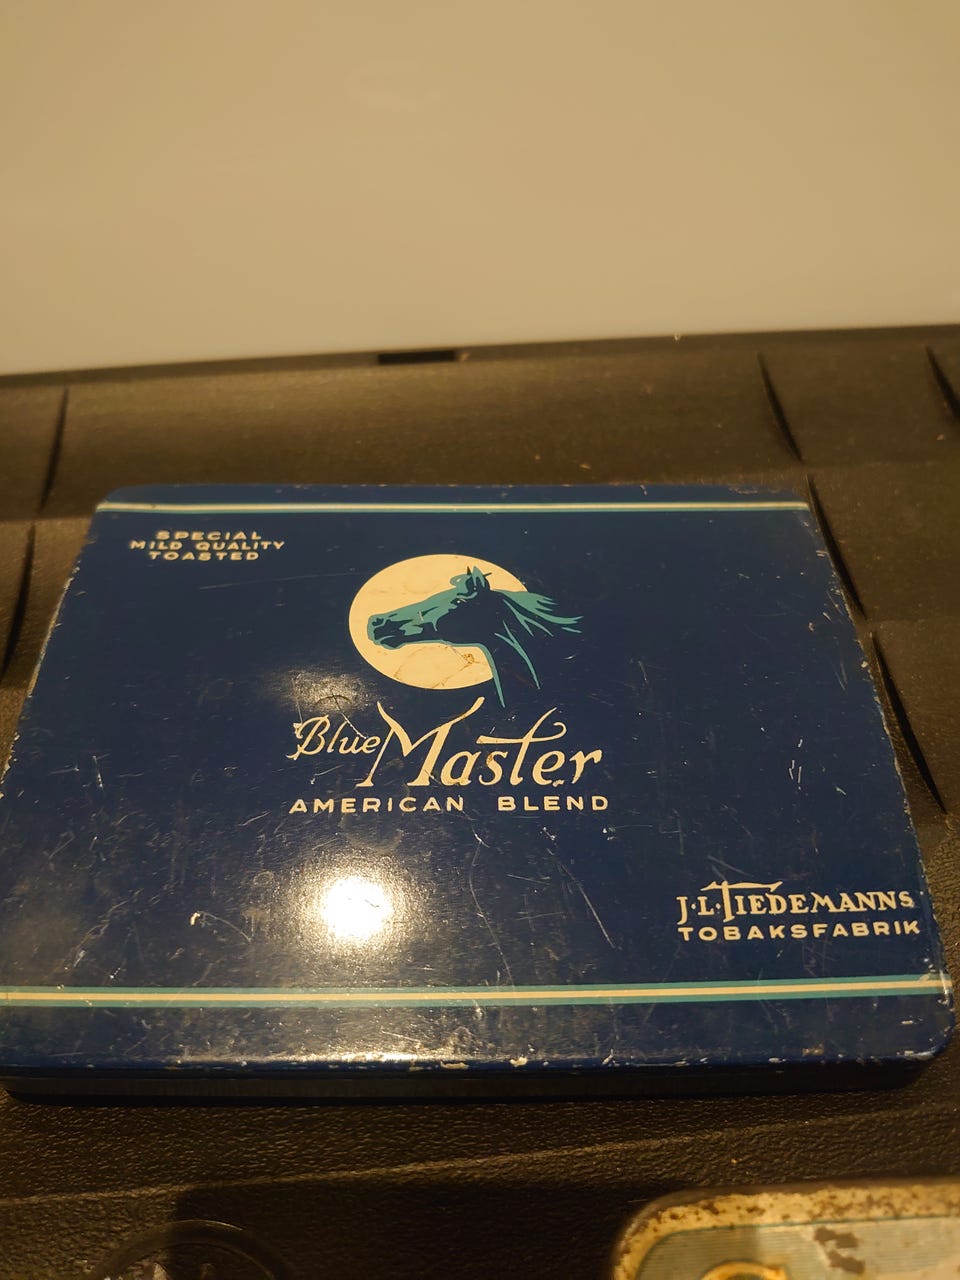 SPECIAL
MILD QUALITY
TOASTED
Blue Master
AMERICAN BLEND
J·L·TIEDEMANNS
TOBAKSFABRIK